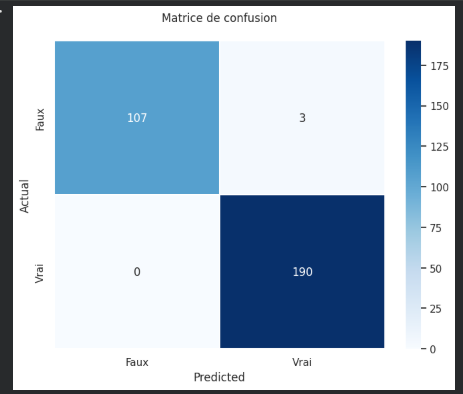 Matrice de confusion
Actual
Faux
107
3
Vrai
0
190
Faux
Vrai
Predicted
175
150
125
100
75
50
25
0